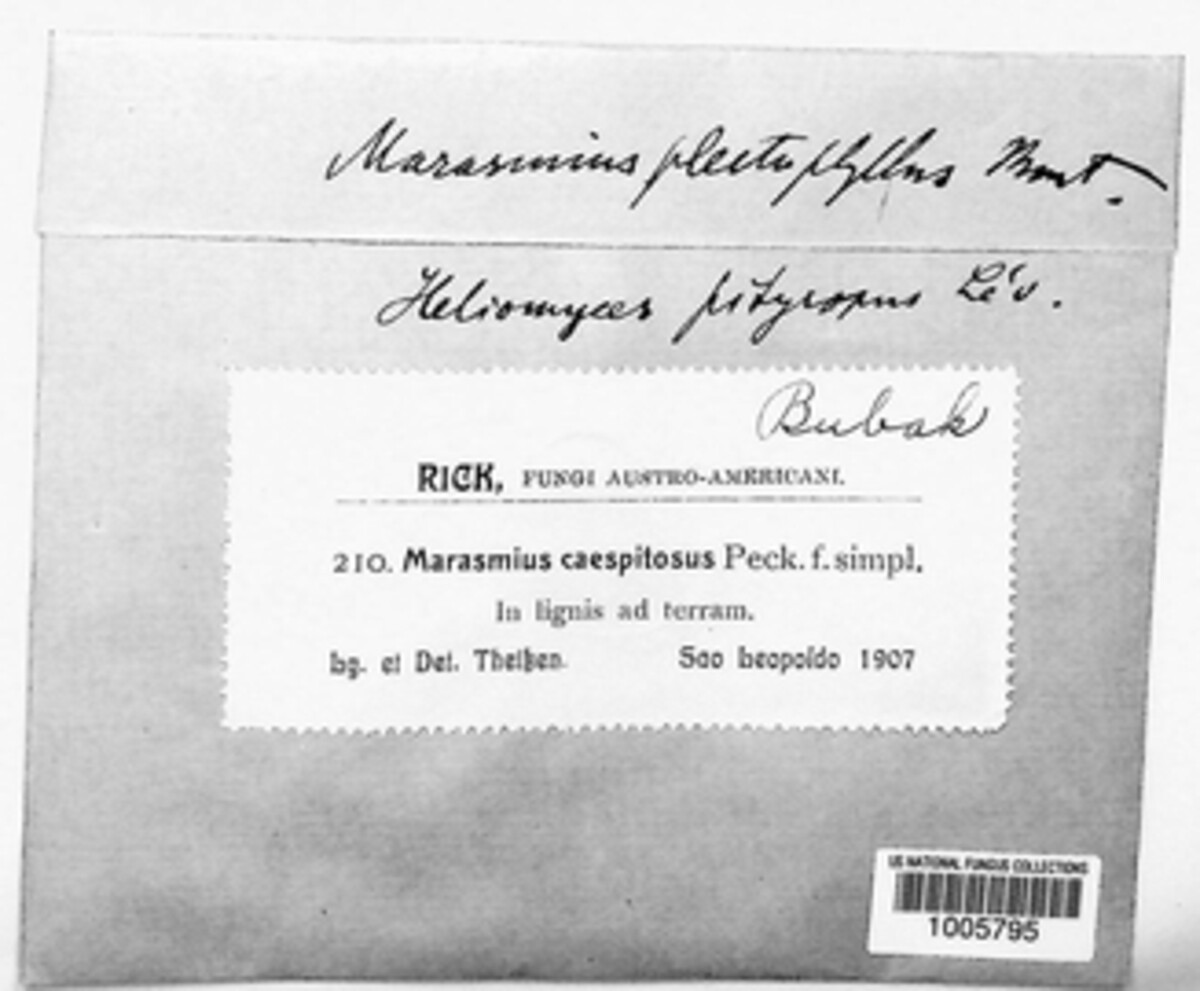 Marasmius plectophyllus Mont.
Heliomyces pityropus Lév.
Bubak
RICK, FUNGI AUSTRO-AMERICANI.
210. Marasmius caespitosus Peck. f. simpl.
In lignis ad terram.
lg. et Det. Theißen. Sao Leopoldo 1907
US NATIONAL FUNGUS COLLECTIONS
1005795